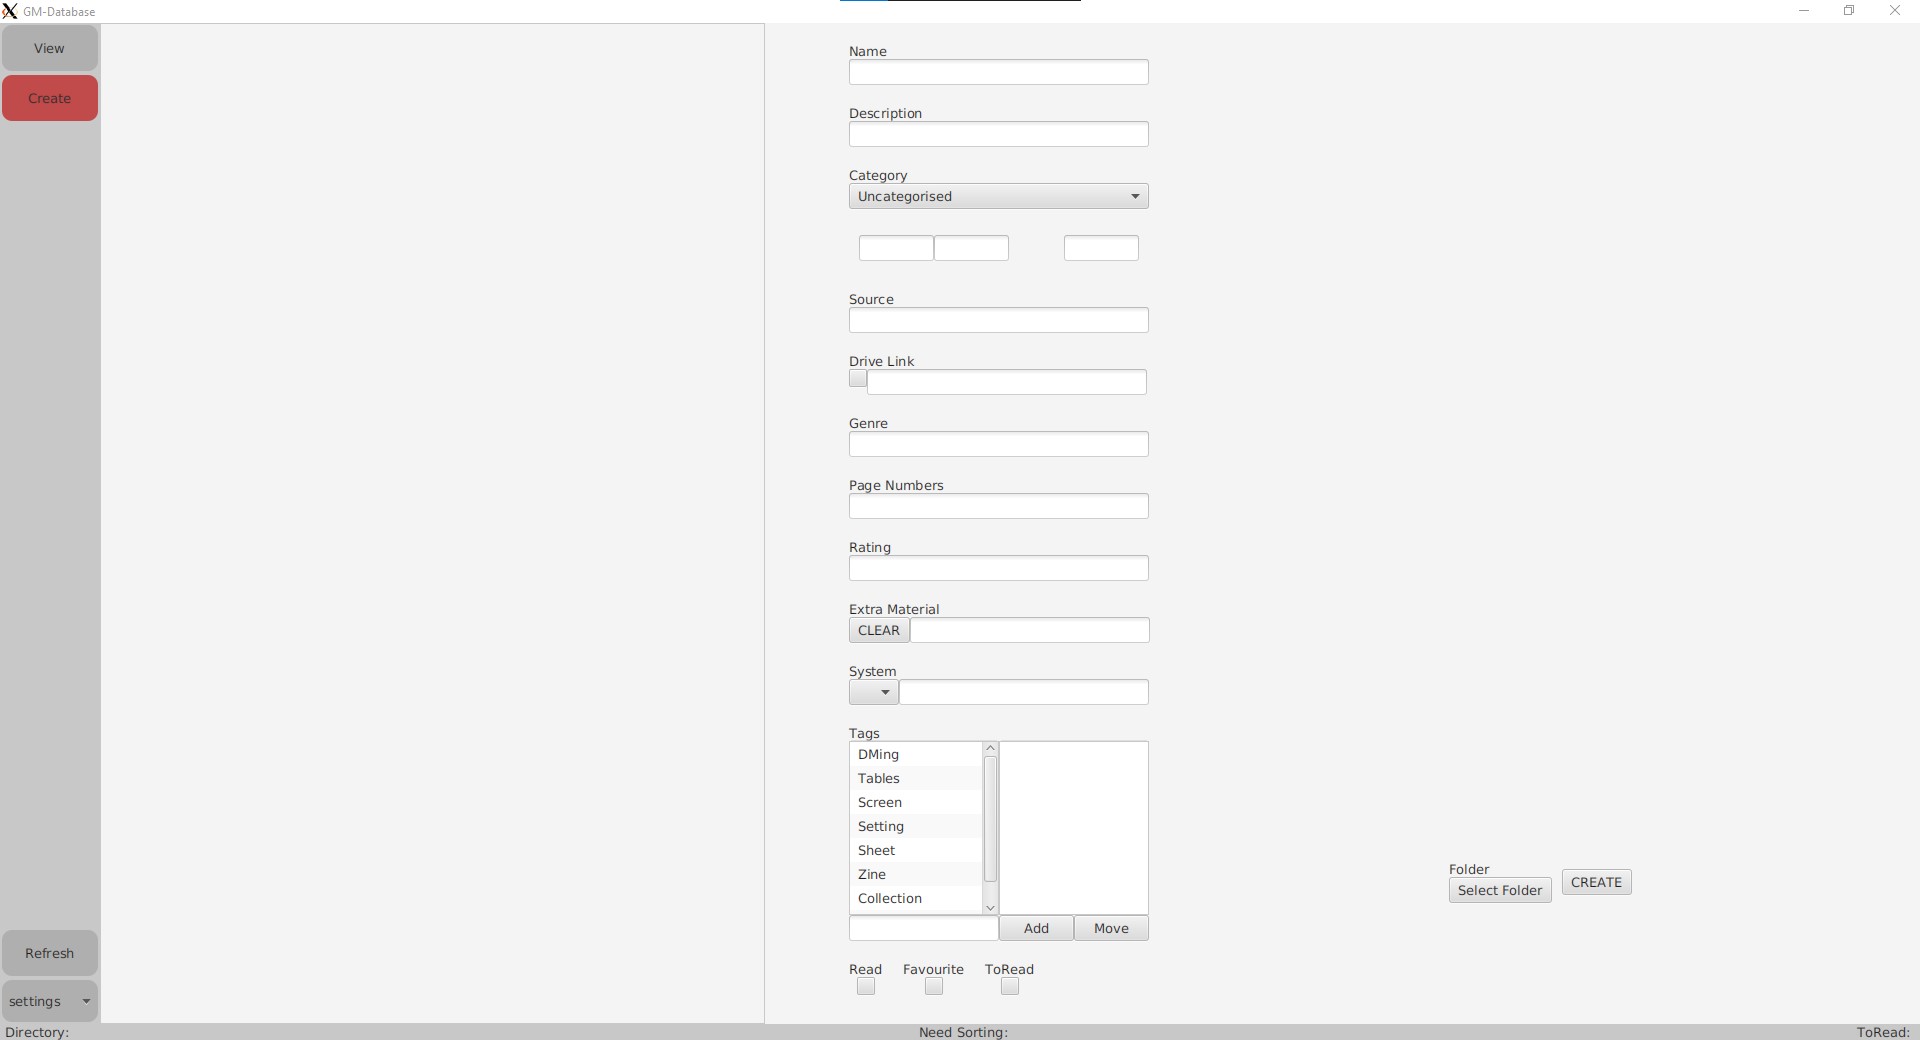 GM-Database
View
Create
Name
Description
Category
Uncategorised
Source
Drive Link
Genre
Page Numbers
Rating
Extra Material
CLEAR
System
Tags
DMing
Tables
Screen
Setting
Sheet
Zine
Collection
Add Move
Read Favourite ToRead
Folder
Select Folder CREATE
Refresh
settings
Directory: Need Sorting: ToRead: